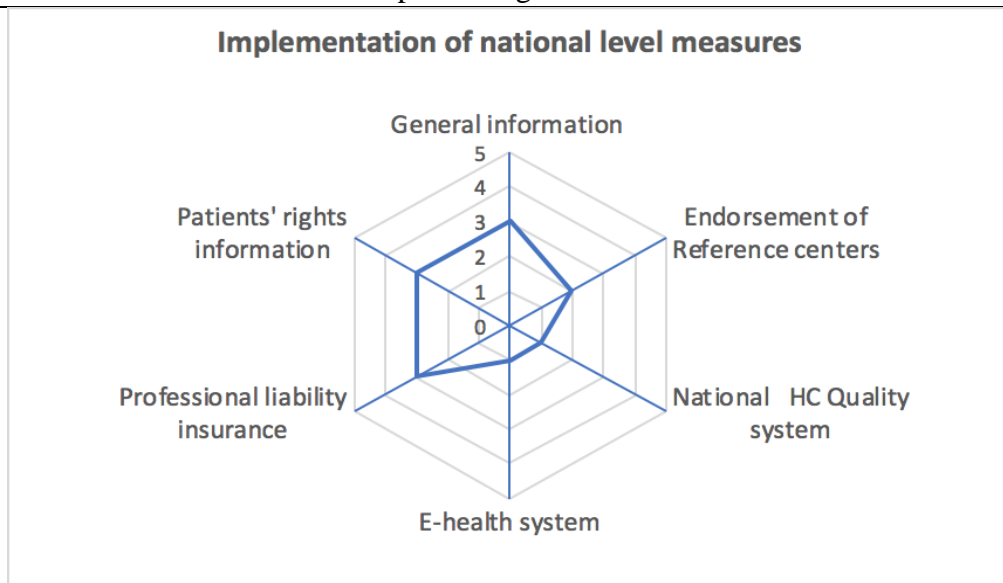 Implementation of national level measures
General information
5
4
3
2
1
0
Patients' rights
information
Endorsement of
Reference centers
Professional liability
insurance
National HC Quality
system
E-health system